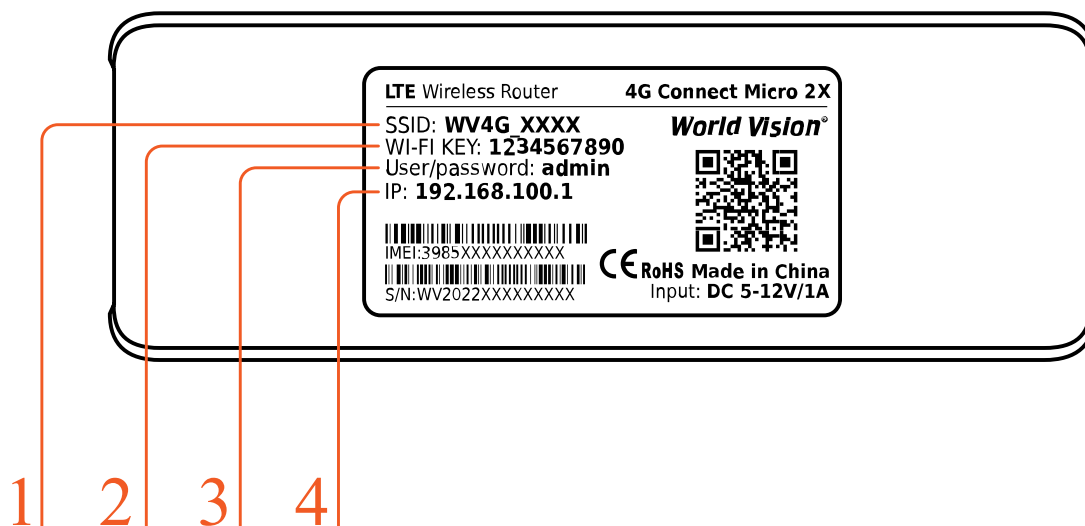 LTE Wireless Router 4G Connect Micro 2X
SSID: WV4G_XXXX
World Vision®
WI-FI KEY: 1234567890
User/password: admin
IP: 192.168.100.1
IMEI:3985XXXXXXXXXX
S/N:WV2022XXXXXXXXX
CE RoHS Made in China
Input: DC 5-12V/1A
1 2 3 4